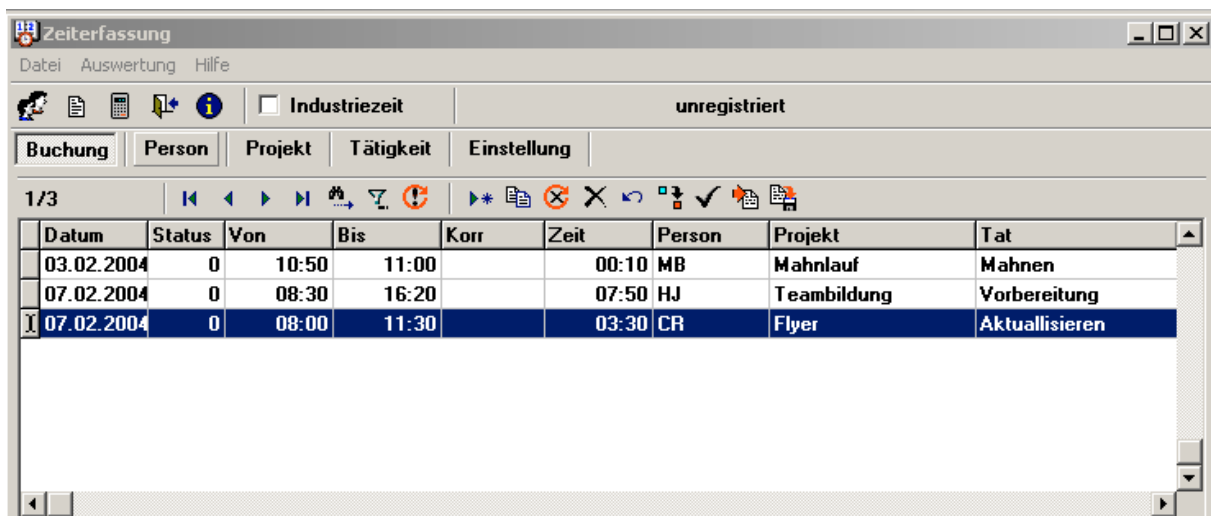 Zeiterfassung
Datei Auswertung Hilfe
Industriezeit unregistriert
Buchung Person Projekt Tätigkeit Einstellung
1/3
Datum Status Von Bis Korr Zeit Person Projekt Tat
03.02.2004 0 10:50 11:00 00:10 MB Mahnlauf Mahnen
07.02.2004 0 08:30 16:20 07:50 HJ Teambildung Vorbereitung
07.02.2004 0 08:00 11:30 03:30 CR Flyer Aktuallisieren